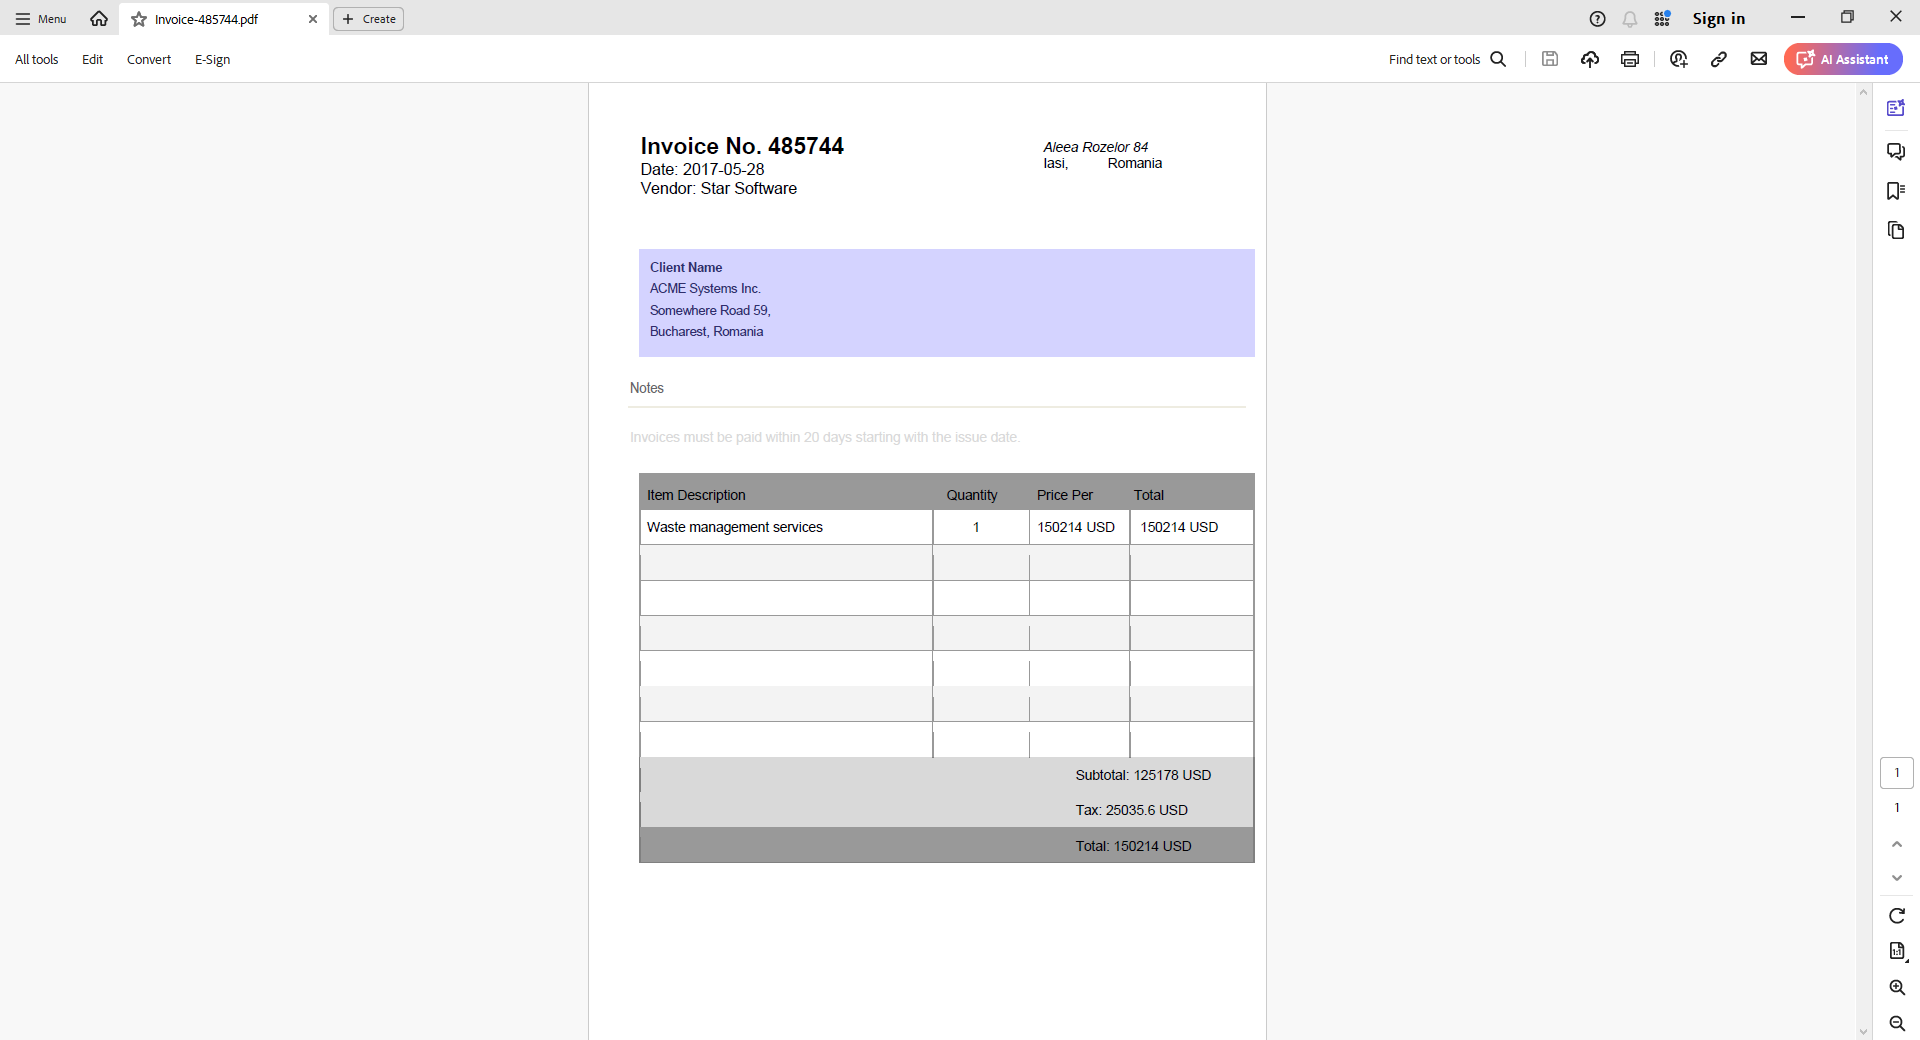 Menu
Invoice-485744.pdf
Create
Sign in
All tools
Edit
Convert
E-Sign
Find text or tools
AI Assistant
Invoice No. 485744
Date: 2017-05-28
Vendor: Star Software
Aleea Rozelor 84
Iasi, Romania
Client Name
ACME Systems Inc.
Somewhere Road 59,
Bucharest, Romania
Notes
Invoices must be paid within 20 days starting with the issue date.
Item Description Quantity Price Per Total
Waste management services 1 150214 USD 150214 USD
Subtotal: 125178 USD
Tax: 25035.6 USD
Total: 150214 USD
1
1
1:1